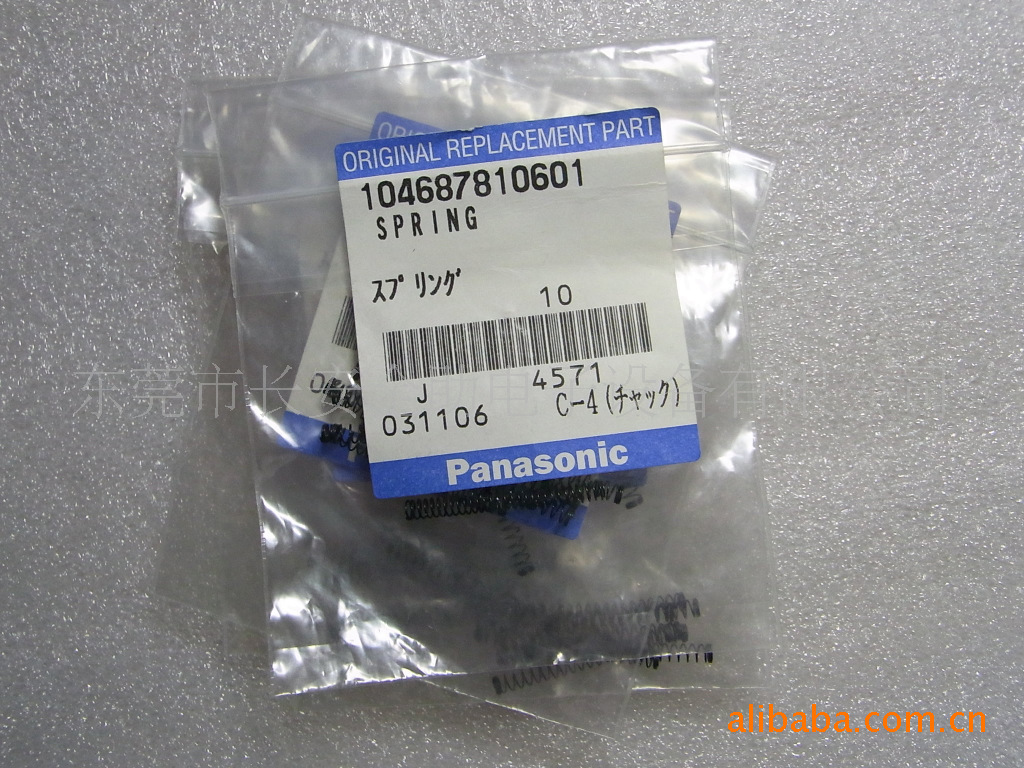 ORIGINAL REPLACEMENT PART
104687810601
SPRING
スプリング
10
J 4571
031106 C-4(チャック)
Panasonic
alibaba.com.cn